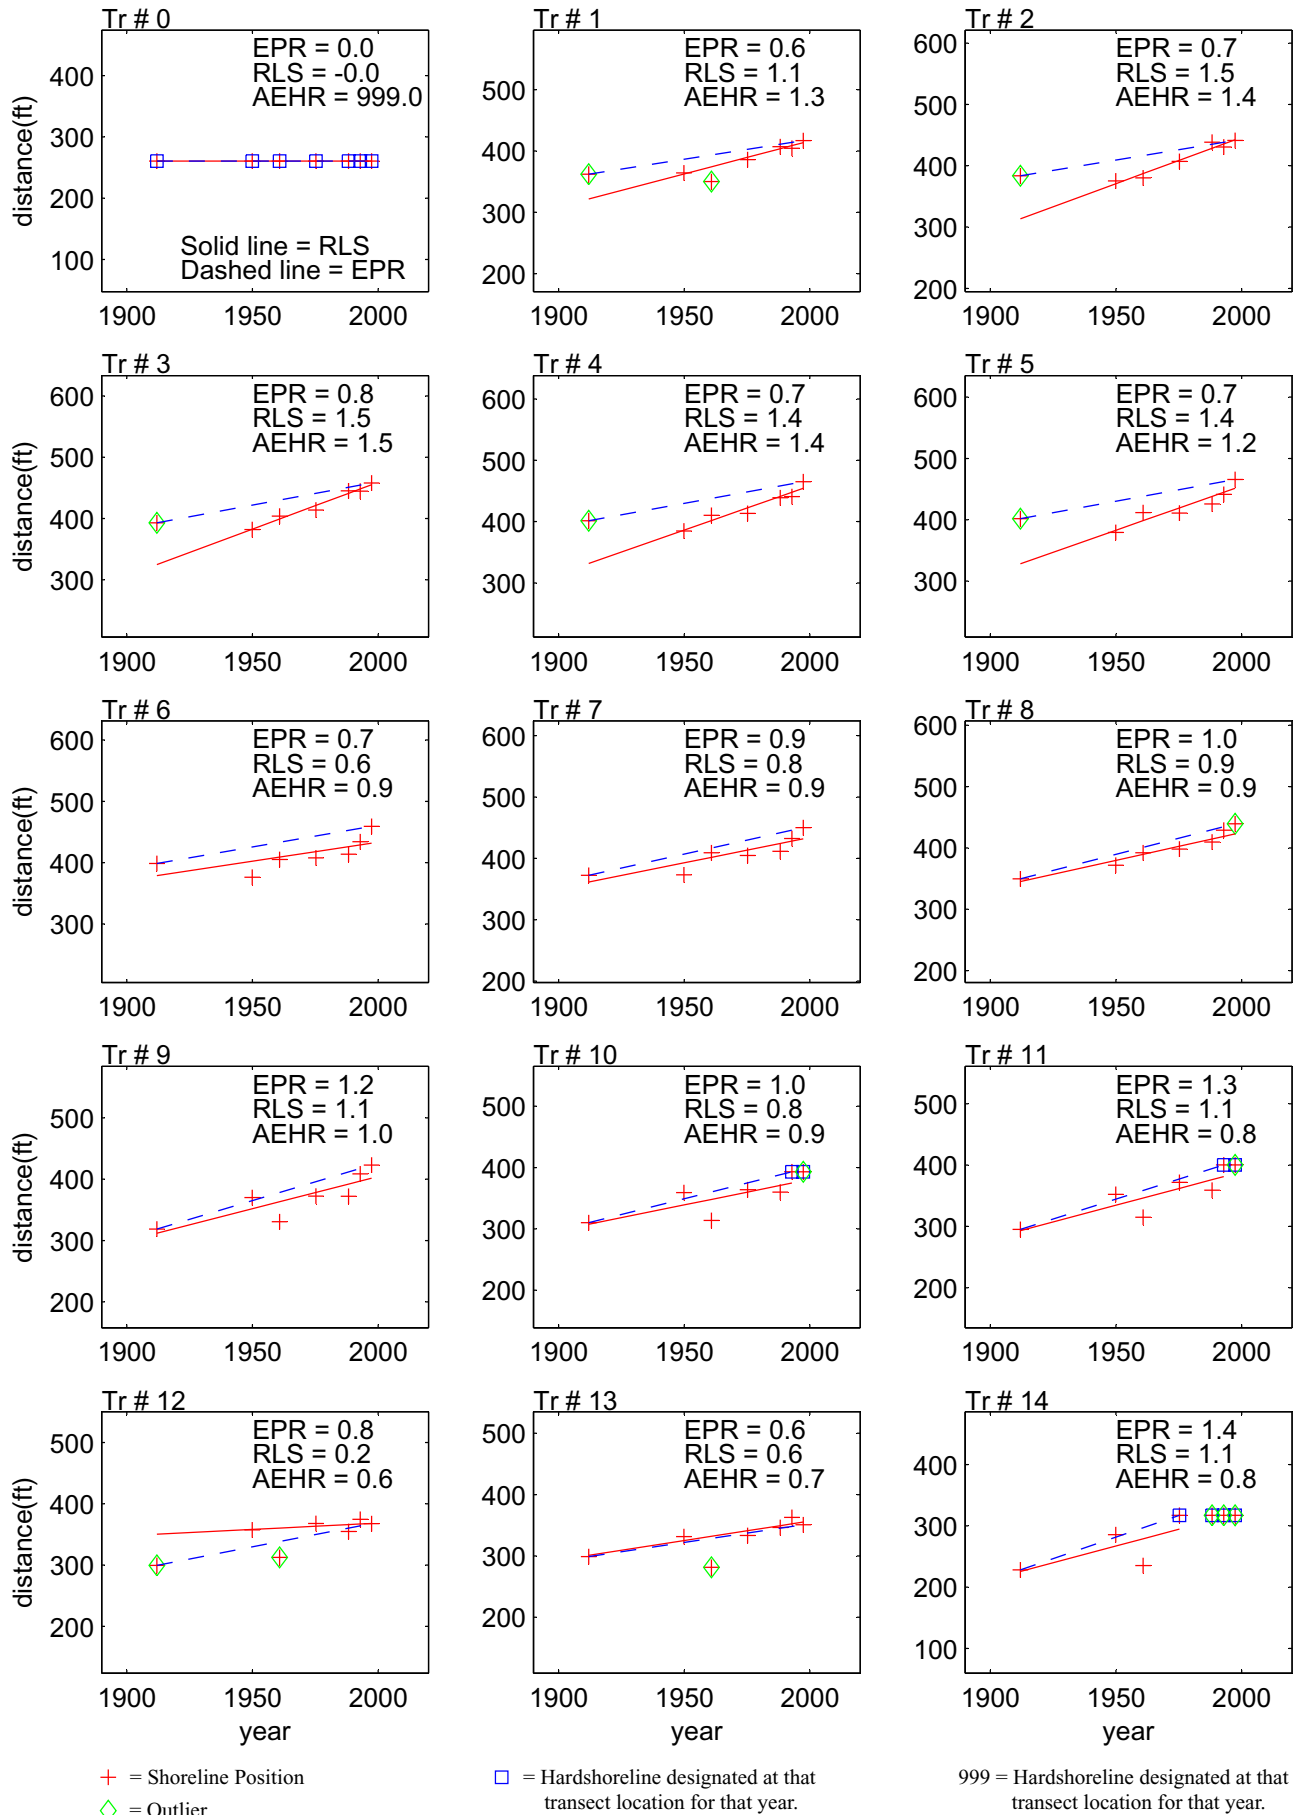 Tr # 0
EPR = 0.0
RLS = -0.0
AEHR = 999.0
Solid line = RLS
Dashed line = EPR
400
300
200
100
distance(ft)
1900 1950 2000
Tr # 1
EPR = 0.6
RLS = 1.1
AEHR = 1.3
500
400
300
200
1900 1950 2000
Tr # 2
EPR = 0.7
RLS = 1.5
AEHR = 1.4
600
500
400
300
200
1900 1950 2000
Tr # 3
EPR = 0.8
RLS = 1.5
AEHR = 1.5
600
500
400
300
distance(ft)
1900 1950 2000
Tr # 4
EPR = 0.7
RLS = 1.4
AEHR = 1.4
600
500
400
300
1900 1950 2000
Tr # 5
EPR = 0.7
RLS = 1.4
AEHR = 1.2
600
500
400
300
1900 1950 2000
Tr # 6
EPR = 0.7
RLS = 0.6
AEHR = 0.9
600
500
400
300
distance(ft)
1900 1950 2000
Tr # 7
EPR = 0.9
RLS = 0.8
AEHR = 0.9
600
500
400
300
200
1900 1950 2000
Tr # 8
EPR = 1.0
RLS = 0.9
AEHR = 0.9
600
500
400
300
200
1900 1950 2000
Tr # 9
EPR = 1.2
RLS = 1.1
AEHR = 1.0
500
400
300
200
distance(ft)
1900 1950 2000
Tr # 10
EPR = 1.0
RLS = 0.8
AEHR = 0.9
500
400
300
200
1900 1950 2000
Tr # 11
EPR = 1.3
RLS = 1.1
AEHR = 0.8
500
400
300
200
1900 1950 2000
Tr # 12
EPR = 0.8
RLS = 0.2
AEHR = 0.6
500
400
300
200
distance(ft)
1900 1950 2000
year
Tr # 13
EPR = 0.6
RLS = 0.6
AEHR = 0.7
500
400
300
200
1900 1950 2000
year
Tr # 14
EPR = 1.4
RLS = 1.1
AEHR = 0.8
400
300
200
100
1900 1950 2000
year
= Shoreline Position
= Outlier
= Hardshoreline designated at that
transect location for that year.
999 = Hardshoreline designated at that
transect location for that year.